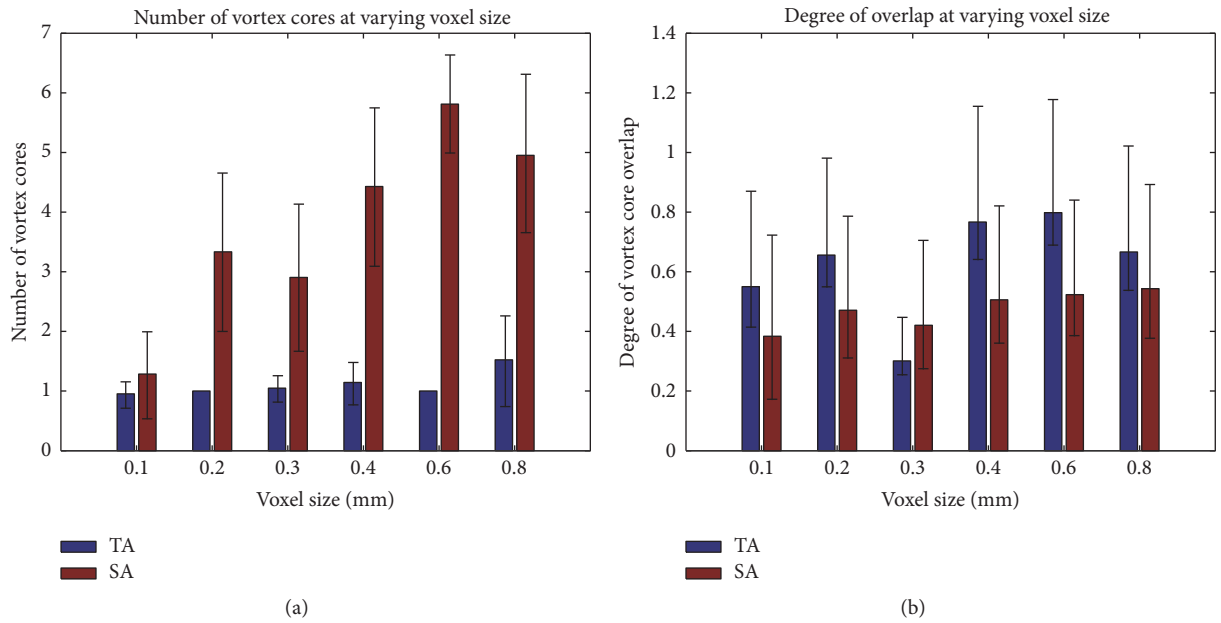 Number of vortex cores at varying voxel size
7
6
5
4
3
2
1
0
Number of vortex cores
0.1 0.2 0.3 0.4 0.6 0.8
Voxel size (mm)
TA
SA
(a)
Degree of overlap at varying voxel size
1.4
1.2
1
0.8
0.6
0.4
0.2
0
Degree of vortex core overlap
0.1 0.2 0.3 0.4 0.6 0.8
Voxel size (mm)
TA
SA
(b)